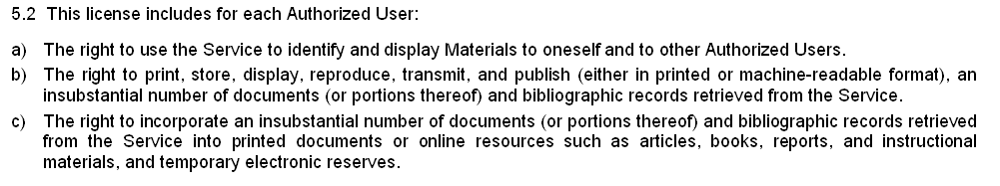 5.2 This license includes for each Authorized User:
a) The right to use the Service to identify and display Materials to oneself and to other Authorized Users.
b) The right to print, store, display, reproduce, transmit, and publish (either in printed or machine-readable format), an
insubstantial number of documents (or portions thereof) and bibliographic records retrieved from the Service.
c) The right to incorporate an insubstantial number of documents (or portions thereof) and bibliographic records retrieved
from the Service into printed documents or online resources such as articles, books, reports, and instructional
materials, and temporary electronic reserves.